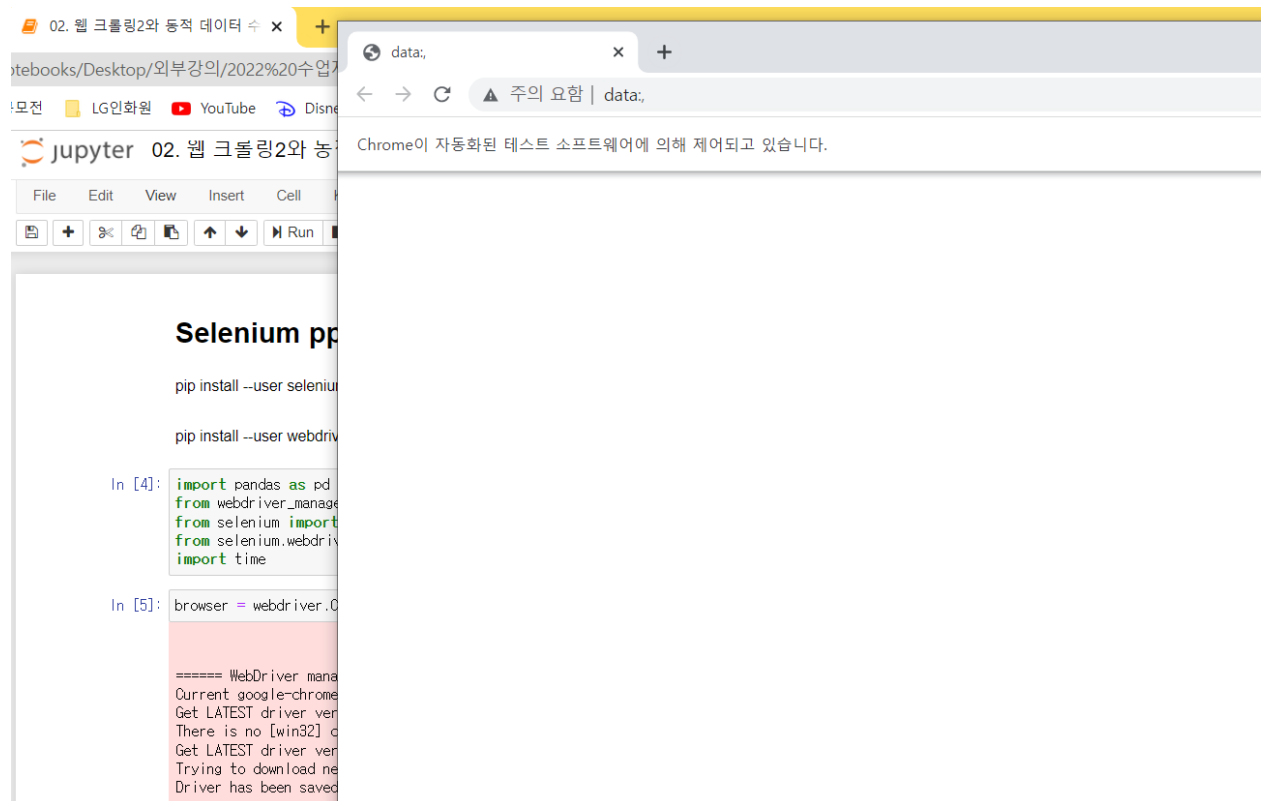 02. 웹 크롤링2와 동적 데이터 수
otebooks/Desktop/외부강의/2022%20수업
모전 LG인화원 YouTube Disne
jupyter 02. 웹 크롤링2와 동
File Edit View Insert Cell
Run
Selenium pp
pip install --user seleniu
pip install --user webdriv
In [4]:
import pandas as pd
from webdriver_manage
from selenium import
from selenium.webdriv
import time
In [5]:
browser = webdriver.C
====== WebDriver mana
Current google-chrome
Get LATEST driver ver
There is no [win32] c
Get LATEST driver ver
Trying to download ne
Driver has been saved
data:,
주의 요함 | data:,
Chrome이 자동화된 테스트 소프트웨어에 의해 제어되고 있습니다.